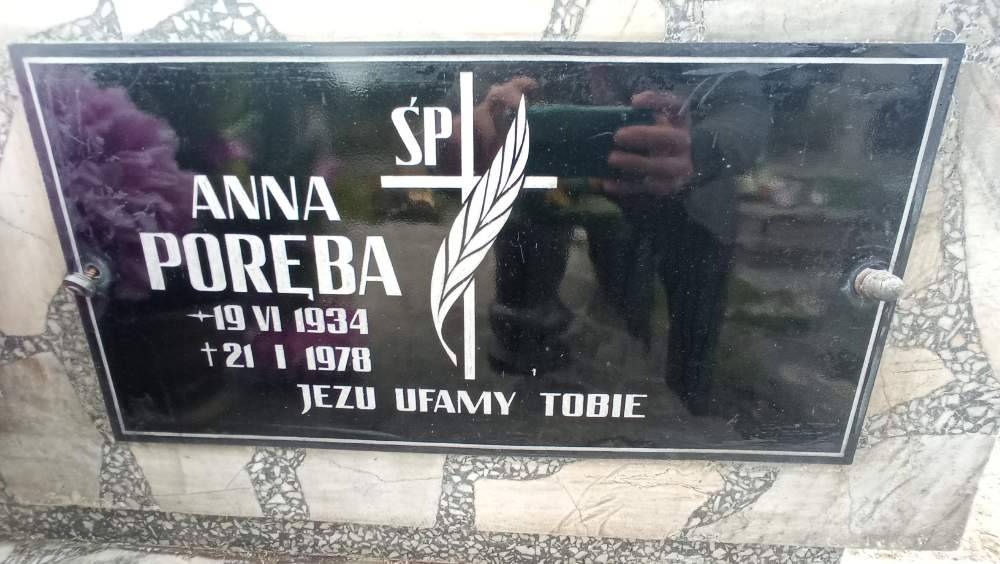 ŚP
ANNA
PORĘBA
19 VI 1934
† 21 I 1978
JEZU UFAMY TOBIE